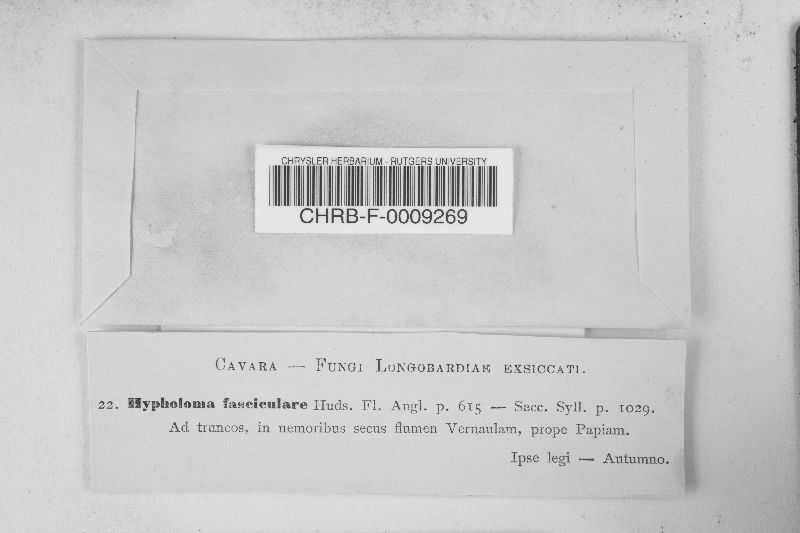 CHRYSLER HERBARIUM - RUTGERS UNIVERSITY
CHRB-F-0009269
CAVARA — FUNGI LONGOBARDIAE EXSICCATI.
22. Hypholoma fasciculare Huds. Fl. Angl. p. 615 — Sacc. Syll. p. 1029.
Ad truncos, in nemoribus secus flumen Vernaulam, prope Papiam.
Ipse legi — Autumno.